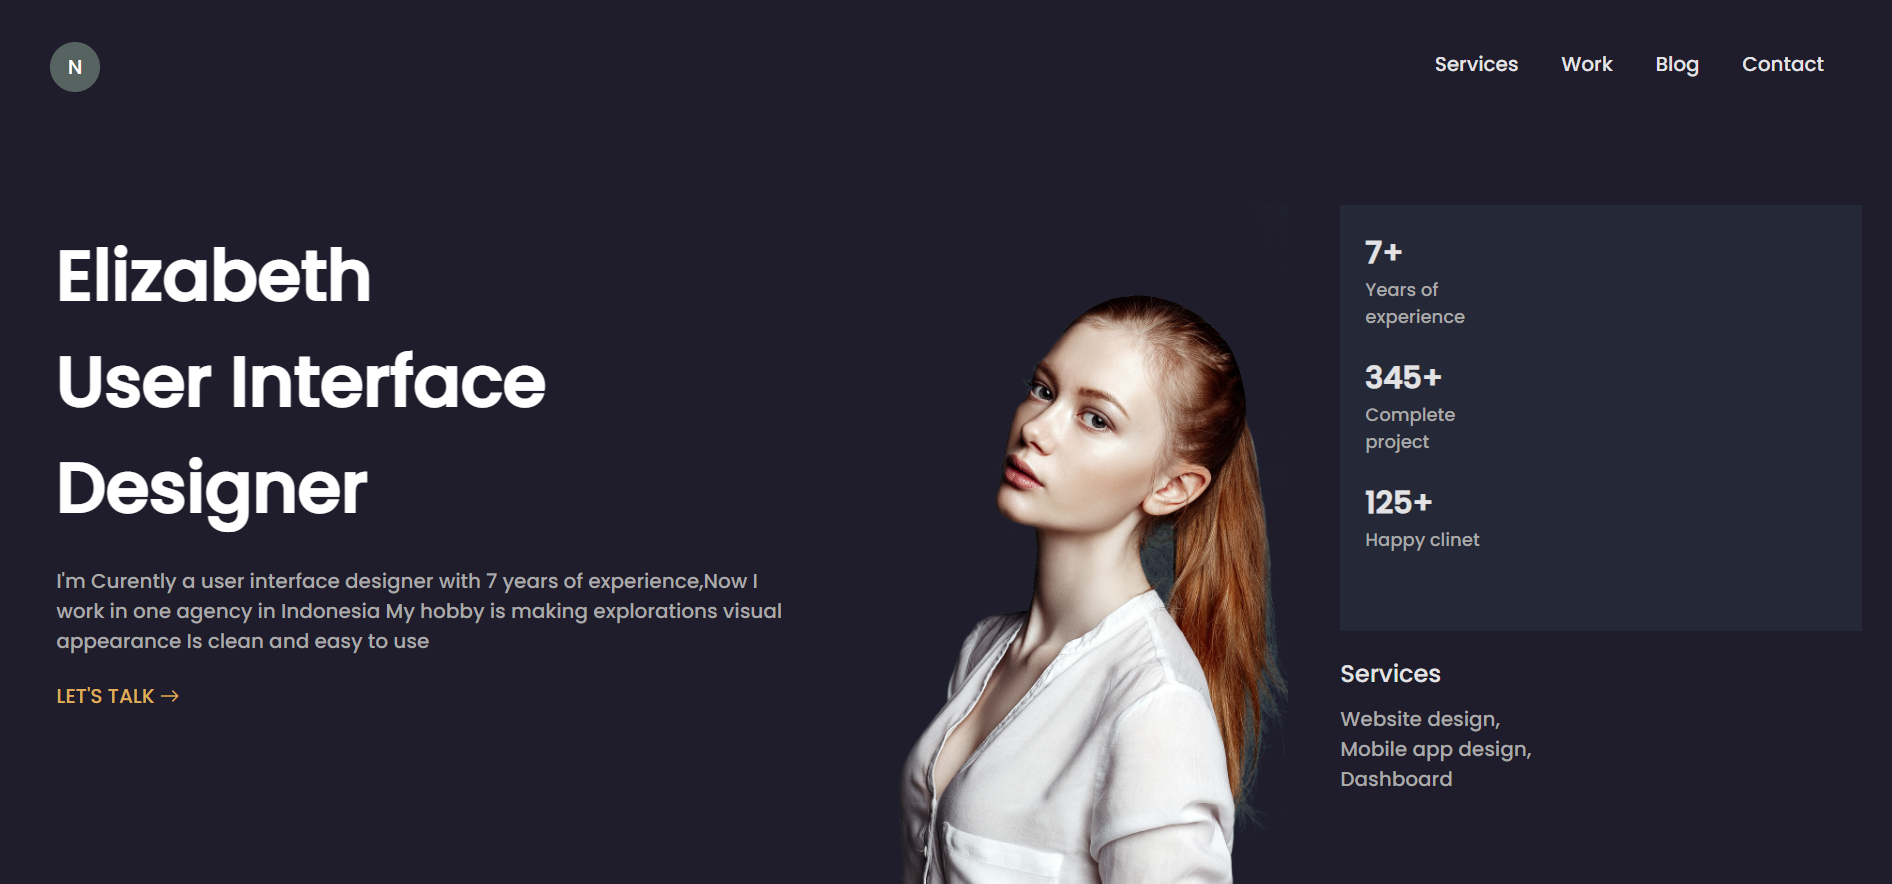 N
Services Work Blog Contact
Elizabeth
User Interface
Designer
I'm Curently a user interface designer with 7 years of experience,Now I
work in one agency in Indonesia My hobby is making explorations visual
appearance Is clean and easy to use
LET'S TALK →
7+
Years of
experience
345+
Complete
project
125+
Happy clinet
Services
Website design,
Mobile app design,
Dashboard